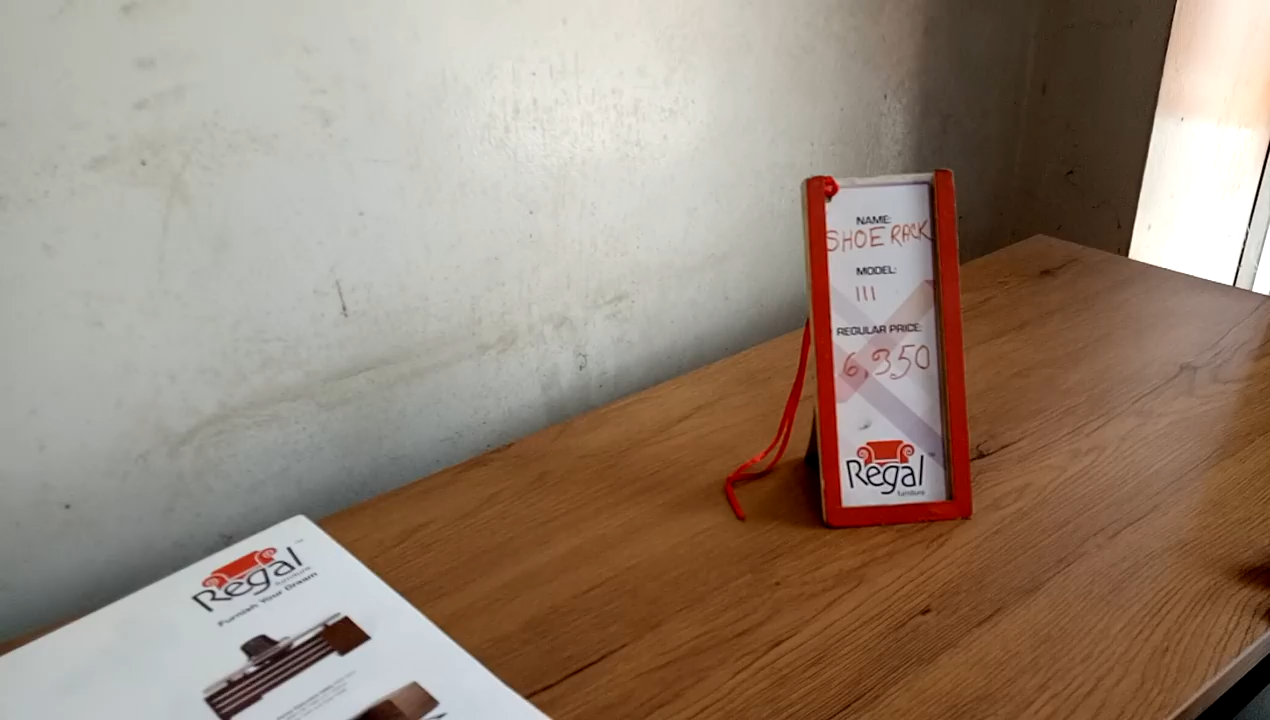 NAME:
SHOE RACK
MODEL:
111
REGULAR PRICE:
6,350
Regal
furniture
Regal
furniture
Furnish Your Dream